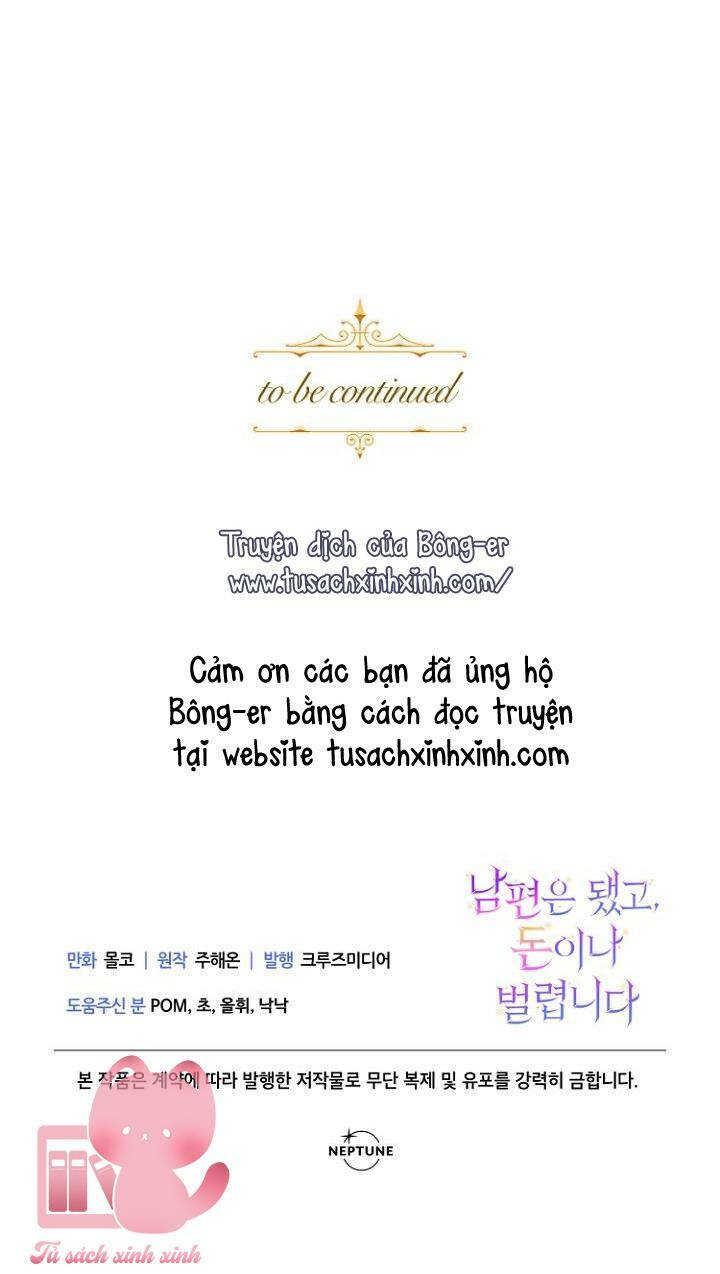 to be continued
Truyện dịch của Bông-er
www.tusachxinhxinh.com/
Cảm ơn các bạn đã ủng hộ
Bông-er bằng cách đọc truyện
tại website tusachxinhxinh.com
남편은 됐고,
돈이나
벌렵니다
만화 몰코 | 원작 주해온 | 발행 크루즈미디어
도움주신 분 POM, 초, 올휘, 낙낙
본 작품은 계약에 따라 발행한 저작물로 무단 복제 및 유포를 강력히 금합니다.
NEPTUNE
Tủ sách xinh xinh